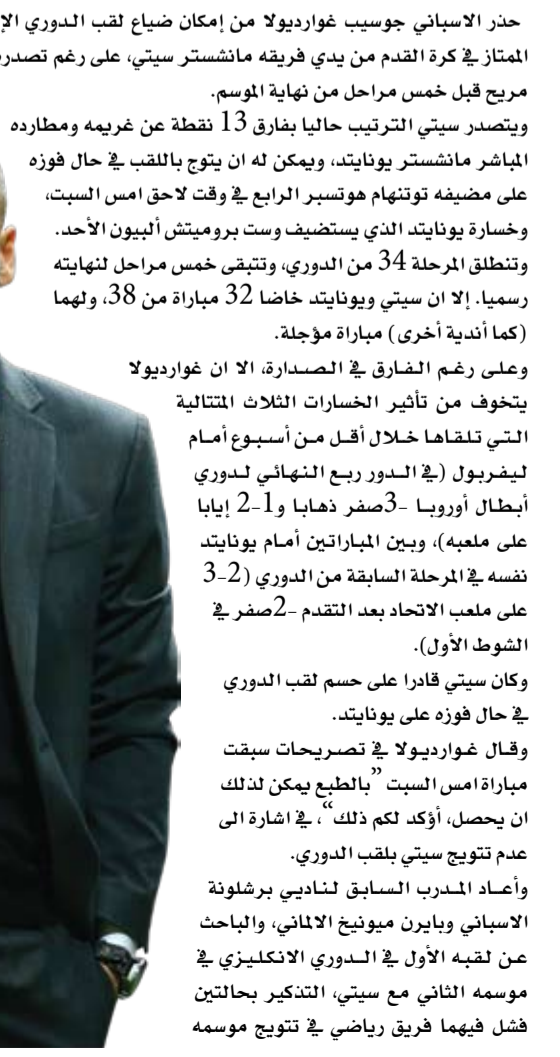 حذر الاسباني جوسيب غوارديولا من إمكان ضياع لقب الدوري
الممتاز في كرة القدم من يدي فريقه مانشستر سيتي، على رغم
مريح قبل خمس مراحل من نهاية الموسم.
ويتصدر سيتي الترتيب حاليا بفارق 13 نقطة عن غريمه ومطارده
المباشر مانشستر يونايتد، ويمكن له ان يتوج باللقب في حال فوزه
على مضيفه توتنهام هوتسبر الرابع في وقت لاحق امس السبت،
وخسارة يونايتد الذي يستضيف وست بروميتش ألبيون الأحد.
وتنطلق المرحلة 34 من الدوري، وتتبقى خمس مراحل لنهايته
رسميا. إلا ان سيتي ويونايتد خاضا 32 مباراة من 38، ولهما
(كما أندية أخرى) مباراة مؤجلة.
وعلى رغم الفارق في الصدارة، الا ان غوارديولا
يتخوف من تأثير الخسارات الثلاث المتتالية
التي تلقاها خلال أقل من أسبوع أمام
ليفربول (في الدور ربع النهائي لدوري
أبطال أوروبا -3صفر ذهابا و1-2 إيابا
على ملعبه)، وبين المباراتين أمام يونايتد
نفسه في المرحلة السابقة من الدوري (2-3
على ملعب الاتحاد بعد التقدم -2صفر في
الشوط الأول).
وكان سيتي قادرا على حسم لقب الدوري
في حال فوزه على يونايتد.
وقال غوارديولا في تصريحات سبقت
مباراة امس السبت ”بالطبع يمكن لذلك
ان يحصل، أؤكد لكم ذلك“، في اشارة الى
عدم تتويج سيتي بلقب الدوري.
وأعاد المدرب السابق لناديي برشلونة
الاسباني وبايرن ميونيخ الالماني، والباحث
عن لقبه الأول في الدوري الانكليزي في
موسمه الثاني مع سيتي، التذكير بحالتين
فشل فيهما فريق رياضي في تتويج موسمه